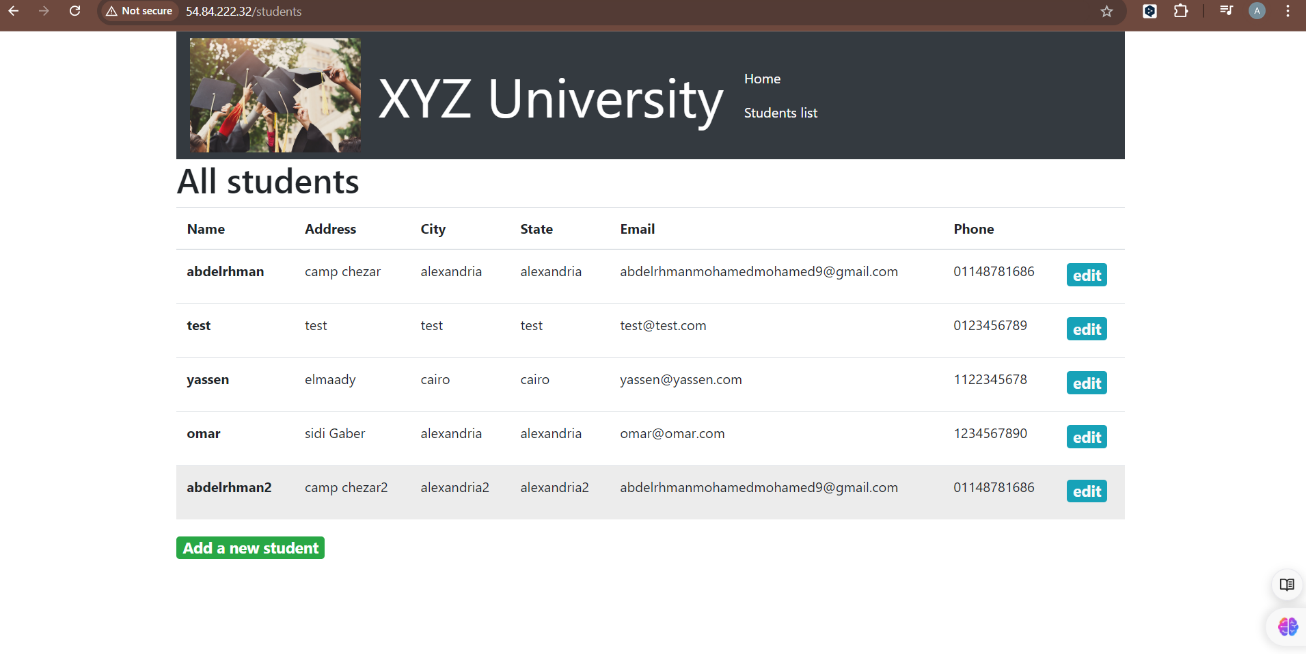 Not secure 54.84.222.32/students
A
XYZ University
Home
Students list
All students
Name Address City State Email Phone
abdelrhman camp chezar alexandria alexandria abdelrhmanmohamedmohamed9@gmail.com 01148781686 edit
test test test test test@test.com 0123456789 edit
yassen elmaady cairo cairo yassen@yassen.com 1122345678 edit
omar sidi Gaber alexandria alexandria omar@omar.com 1234567890 edit
abdelrhman2 camp chezar2 alexandria2 alexandria2 abdelrhmanmohamedmohamed9@gmail.com 01148781686 edit
Add a new student